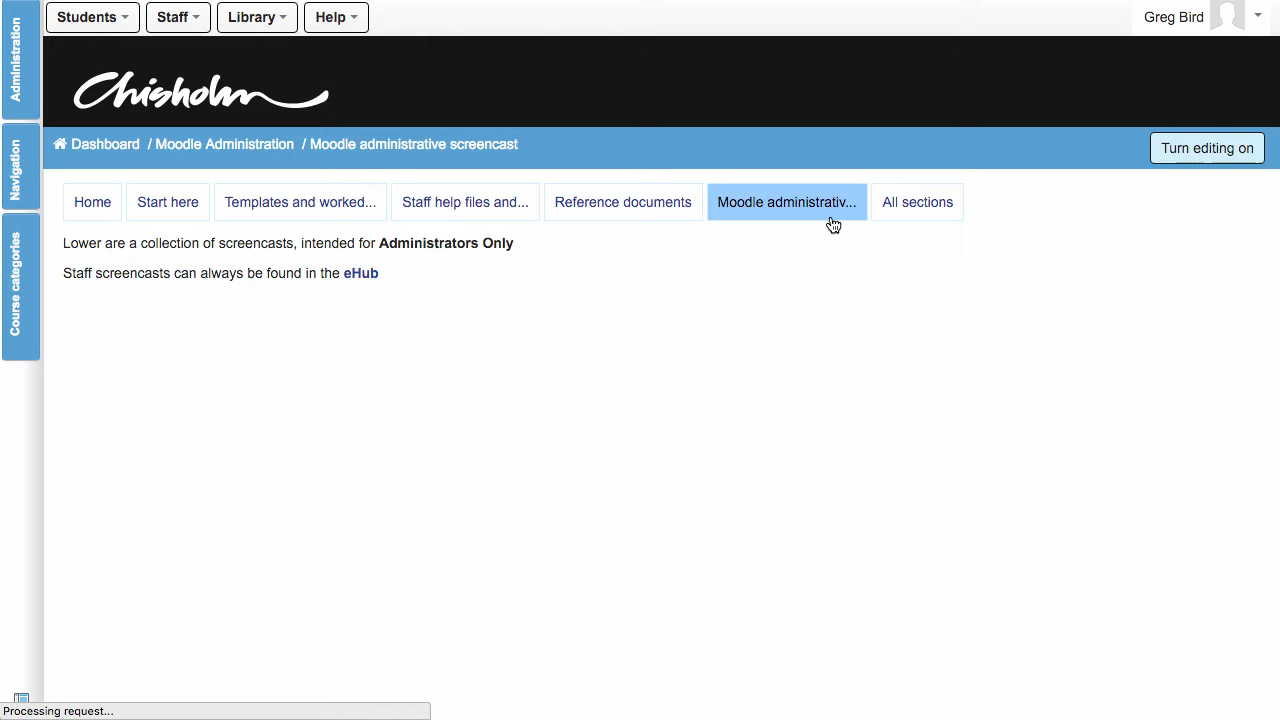 Students Staff Library Help Greg Bird
Administration
Chisholm
Dashboard / Moodle Administration / Moodle administrative screencast
Turn editing on
Navigation
Home Start here Templates and worked... Staff help files and... Reference documents Moodle administrativ... All sections
Lower are a collection of screencasts, intended for Administrators Only
Staff screencasts can always be found in the eHub
Course categories
Processing request...